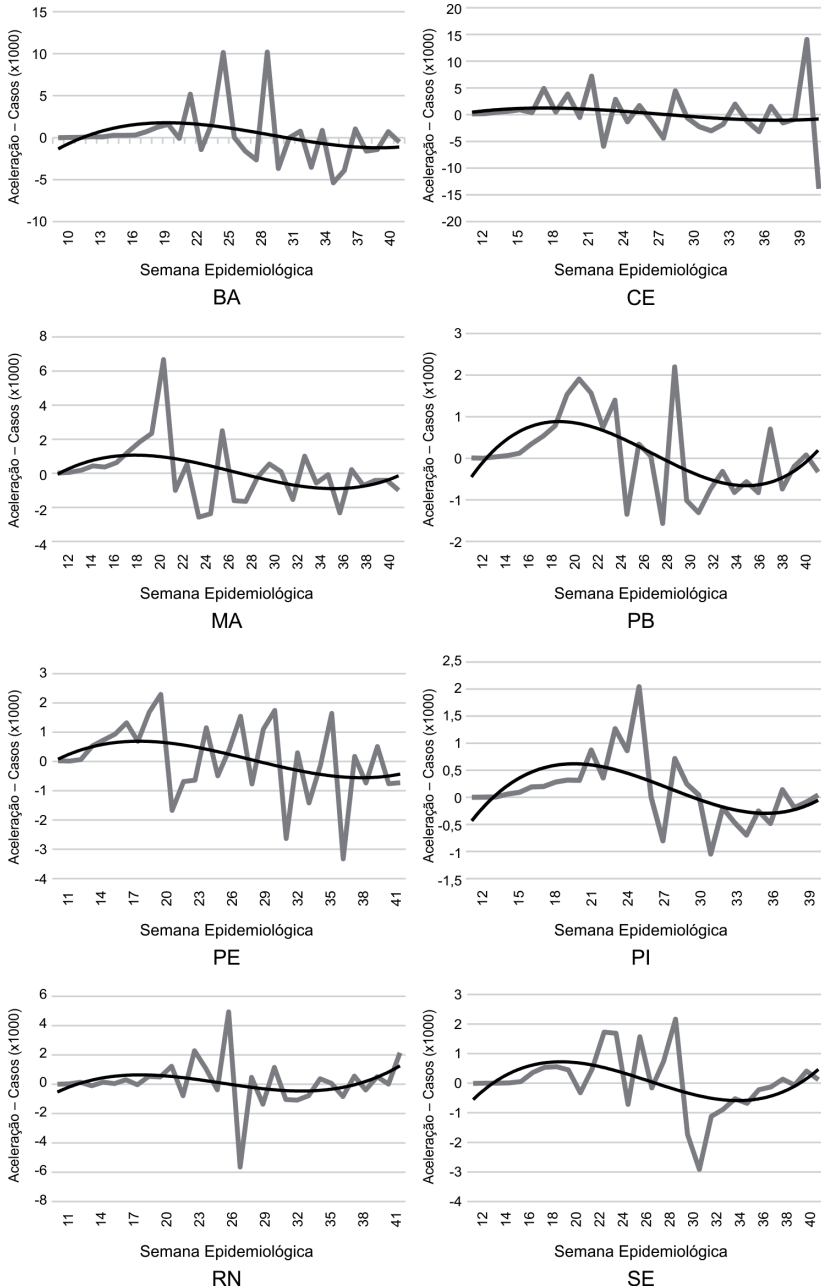 Aceleração – Casos (x1000)
15
10
5
0
-5
-10
10 13 16 19 22 25 28 31 34 37 40
Semana Epidemiológica
BA
Aceleração – Casos (x1000)
20
15
10
5
0
-5
-10
-15
-20
12 15 18 21 24 27 30 33 36 39
Semana Epidemiológica
CE
Aceleração – Casos (x1000)
8
6
4
2
0
-2
-4
12 14 16 18 20 22 24 26 28 30 32 34 36 38 40
Semana Epidemiológica
MA
Aceleração – Casos (x1000)
3
2
1
0
-1
-2
12 14 16 18 20 22 24 26 28 30 32 34 36 38 40
Semana Epidemiológica
PB
Aceleração – Casos (x1000)
3
2
1
0
-1
-2
-3
-4
11 14 17 20 23 26 29 32 35 38 41
Semana Epidemiológica
PE
Aceleração – Casos (x1000)
2,5
2
1,5
1
0,5
0
-0,5
-1
-1,5
12 15 18 21 24 27 30 33 36 39
Semana Epidemiológica
PI
Aceleração – Casos (x1000)
6
4
2
0
-2
-4
-6
-8
11 14 17 20 23 26 29 32 35 38 41
Semana Epidemiológica
RN
Aceleração – Casos (x1000)
3
2
1
0
-1
-2
-3
-4
12 14 16 18 20 22 24 26 28 30 32 34 36 38 40
Semana Epidemiológica
SE